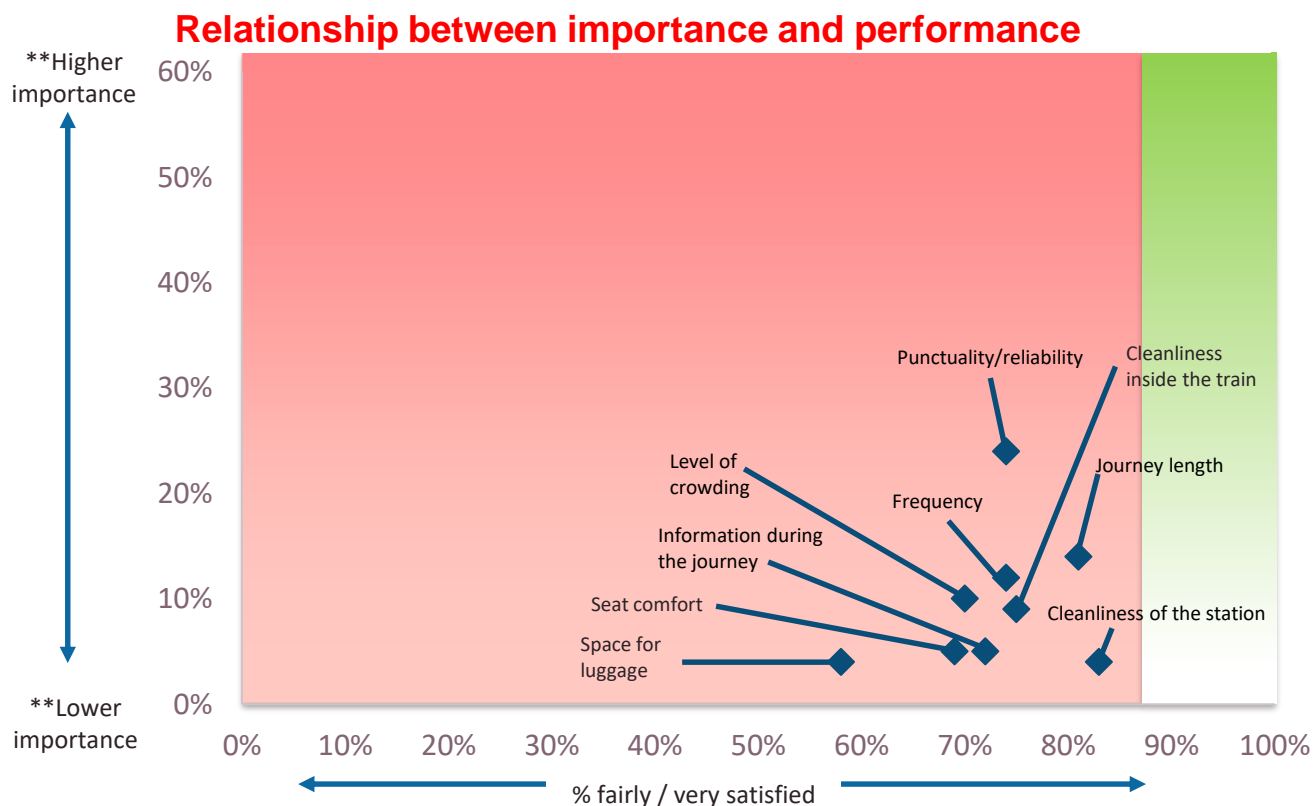 Relationship between importance and performance
**Higher
importance
60%
50%
40%
30%
20%
10%
0%
**Lower
importance
Punctuality/reliability
Cleanliness
inside the train
Level of
crowding
Journey length
Frequency
Information during
the journey
Seat comfort
Cleanliness of the station
Space for
luggage
0% 10% 20% 30% 40% 50% 60% 70% 80% 90% 100%
% fairly / very satisfied